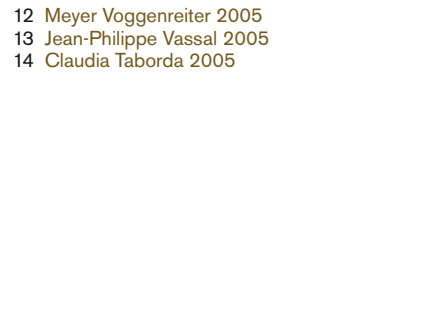 12 Meyer Voggenreiter 2005
13 Jean-Philippe Vassal 2005
14 Claudia Taborda 2005